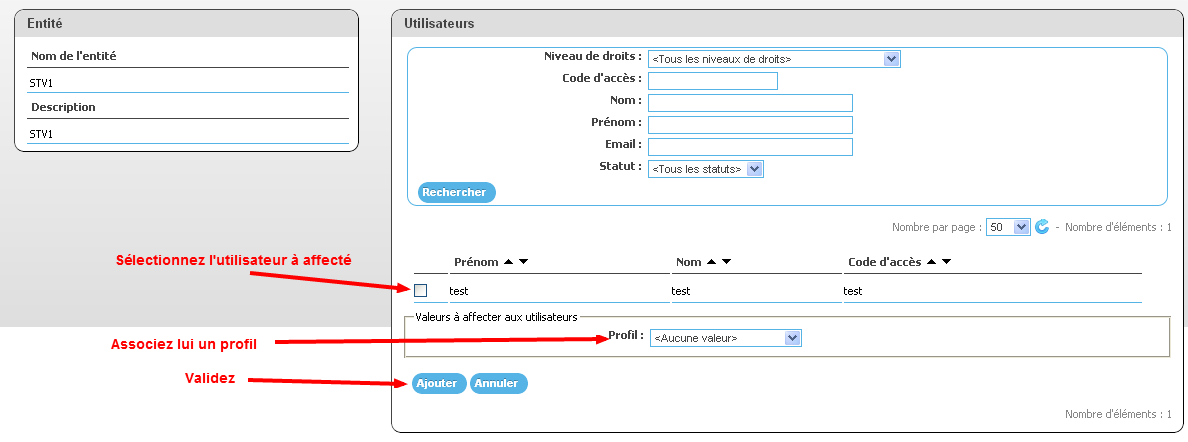 Entité
Nom de l'entité
STV1
Description
STV1
Utilisateurs
Niveau de droits : <Tous les niveaux de droits>
Code d'accès :
Nom :
Prénom :
Email :
Statut : <Tous les statuts>
Rechercher
Nombre par page : 50 - Nombre d'éléments : 1
Sélectionnez l'utilisateur à affecté
Prénom Nom Code d'accès
test test test
Valeurs à affecter aux utilisateurs
Associez lui un profil
Profil : <Aucune valeur>
Validez
Ajouter Annuler
Nombre d'éléments : 1